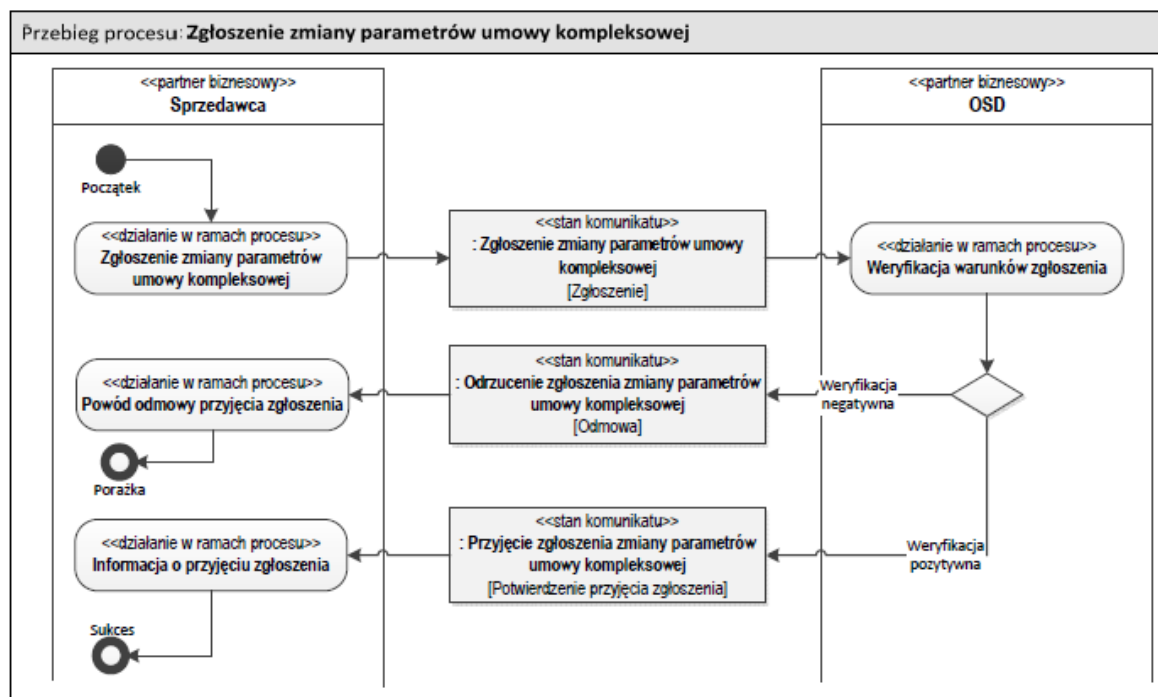 Przebieg procesu: Zgłoszenie zmiany parametrów umowy kompleksowej
<<partner biznesowy>>
Sprzedawca
<<partner biznesowy>>
OSD
Początek
<<działanie w ramach procesu>>
Zgłoszenie zmiany parametrów
umowy kompleksowej
<<stan komunikatu>>
: Zgłoszenie zmiany parametrów umowy
kompleksowej
[Zgłoszenie]
<<działanie w ramach procesu>>
Weryfikacja warunków zgłoszenia
<<działanie w ramach procesu>>
Powód odmowy przyjęcia zgłoszenia
<<stan komunikatu>>
: Odrzucenie zgłoszenia zmiany parametrów
umowy kompleksowej
[Odmowa]
Weryfikacja
negatywna
Porażka
<<działanie w ramach procesu>>
Informacja o przyjęciu zgłoszenia
<<stan komunikatu>>
: Przyjęcie zgłoszenia zmiany parametrów
umowy kompleksowej
[Potwierdzenie przyjęcia zgłoszenia]
Weryfikacja
pozytywna
Sukces